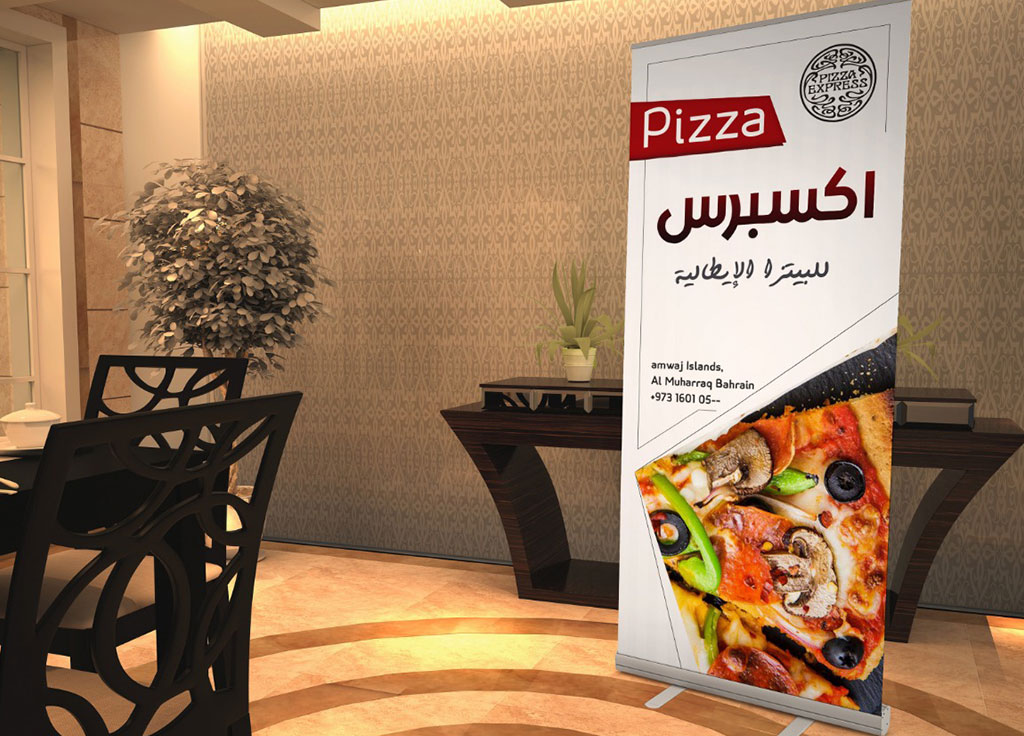 PIZZA
EXPRESS
Pizza
اكسبرس
للبيتزا الإيطالية
amwaj Islands,
Al Muharraq Bahrain
+973 1601 05--